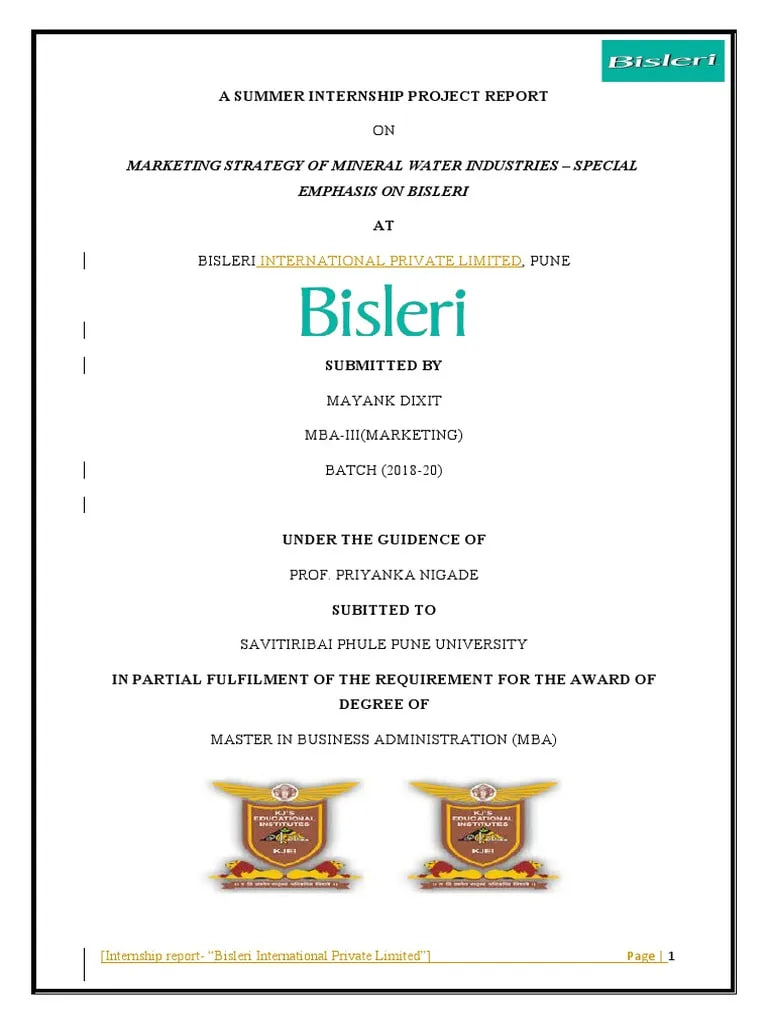 Bisleri
A SUMMER INTERNSHIP PROJECT REPORT
ON
MARKETING STRATEGY OF MINERAL WATER INDUSTRIES – SPECIAL
EMPHASIS ON BISLERI
AT
BISLERI INTERNATIONAL PRIVATE LIMITED, PUNE
Bisleri
SUBMITTED BY
MAYANK DIXIT
MBA-III(MARKETING)
BATCH (2018-20)
UNDER THE GUIDENCE OF
PROF. PRIYANKA NIGADE
SUBITTED TO
SAVITIRIBAI PHULE PUNE UNIVERSITY
IN PARTIAL FULFILMENT OF THE REQUIREMENT FOR THE AWARD OF
DEGREE OF
MASTER IN BUSINESS ADMINISTRATION (MBA)
KJ'S
EDUCATIONAL
INSTITUTES
KJEI
KJ'S
EDUCATIONAL
INSTITUTES
KJEI
[Internship report- “Bisleri International Private Limited”] Page | 1